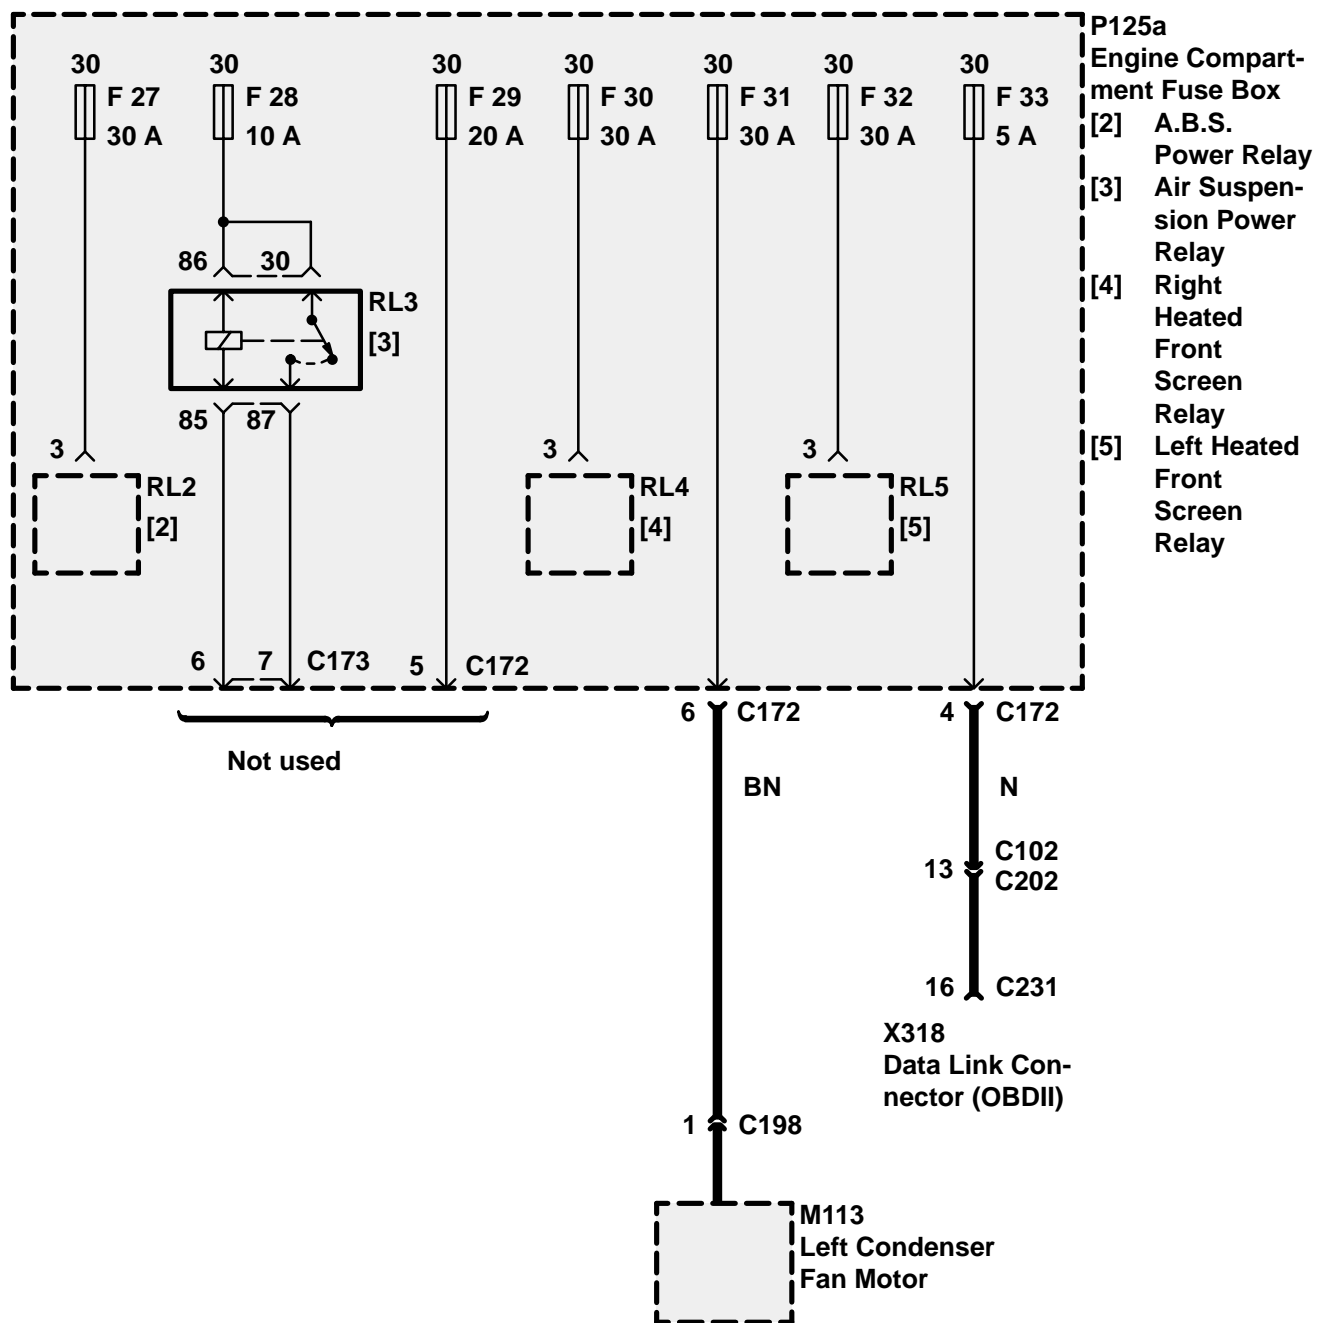 P125a
Engine Compart-
ment Fuse Box
[2] A.B.S.
Power Relay
[3] Air Suspen-
sion Power
Relay
[4] Right
Heated
Front
Screen
Relay
[5] Left Heated
Front
Screen
Relay
30 30 30 30 30 30 30
F 27 F 28 F 29 F 30 F 31 F 32 F 33
30 A 10 A 20 A 30 A 30 A 30 A 5 A
86 30
RL3
[3]
85 87
3 3 3
RL2 RL4 RL5
[2] [4] [5]
6 7 C173 5 C172
6 C172 4 C172
Not used
BN N
C102
13
C202
16 C231
X318
Data Link Con-
nector (OBDII)
1 C198
M113
Left Condenser
Fan Motor